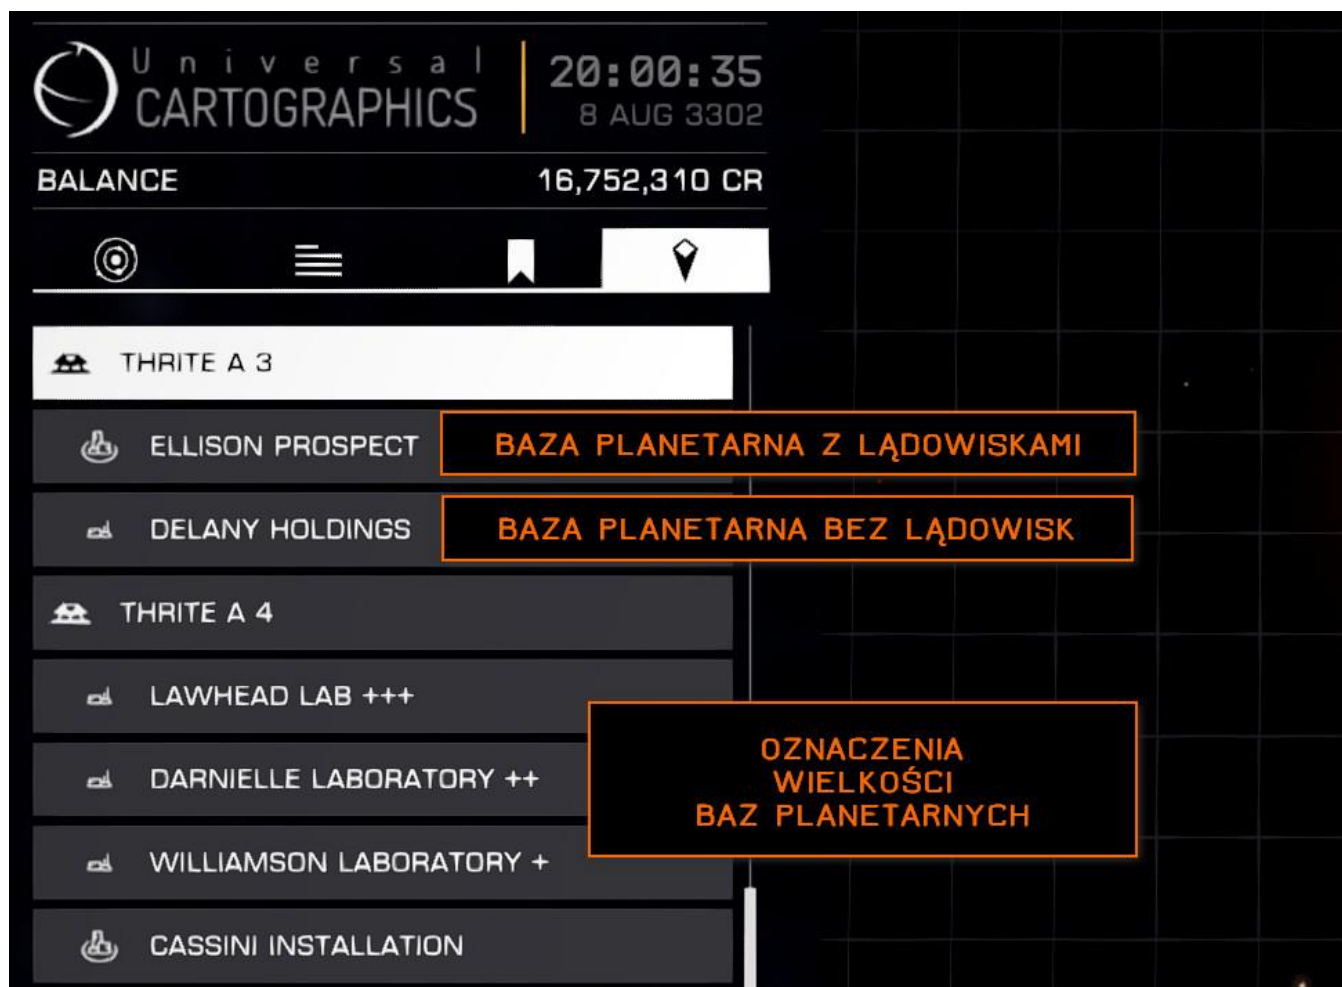 Universal
CARTOGRAPHICS
20:00:35
8 AUG 3302
BALANCE 16,752,310 CR
THRITE A 3
ELLISON PROSPECT
BAZA PLANETARNA Z LĄDOWISKAMI
DELANY HOLDINGS
BAZA PLANETARNA BEZ LĄDOWISK
THRITE A 4
LAWHEAD LAB +++
DARNIELLE LABORATORY ++
WILLIAMSON LABORATORY +
OZNACZENIA
WIELKOŚCI
BAZ PLANETARNYCH
CASSINI INSTALLATION